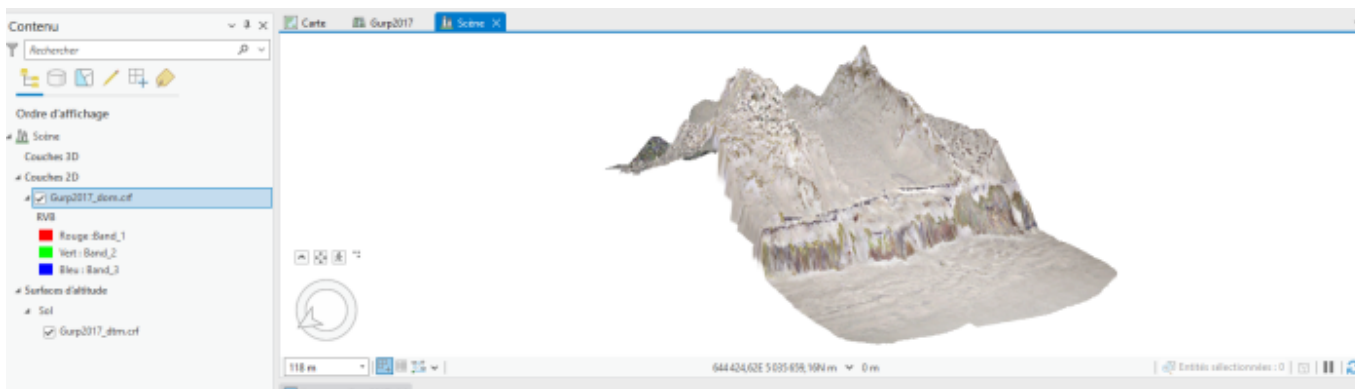 Contenu
Carte
Gurp2017
Scène
Rechercher
Ordre d'affichage
Scène
Couches 3D
Couches 2D
Gurp2017_dom.crf
RVB
Rouge :Band_1
Vert : Band_2
Bleu : Band_3
Surfaces d'altitude
Sol
Gurp2017_dtm.crf
118 m
644 424,62E 5 035 659,16N m
0 m
Entités sélectionnées : 0